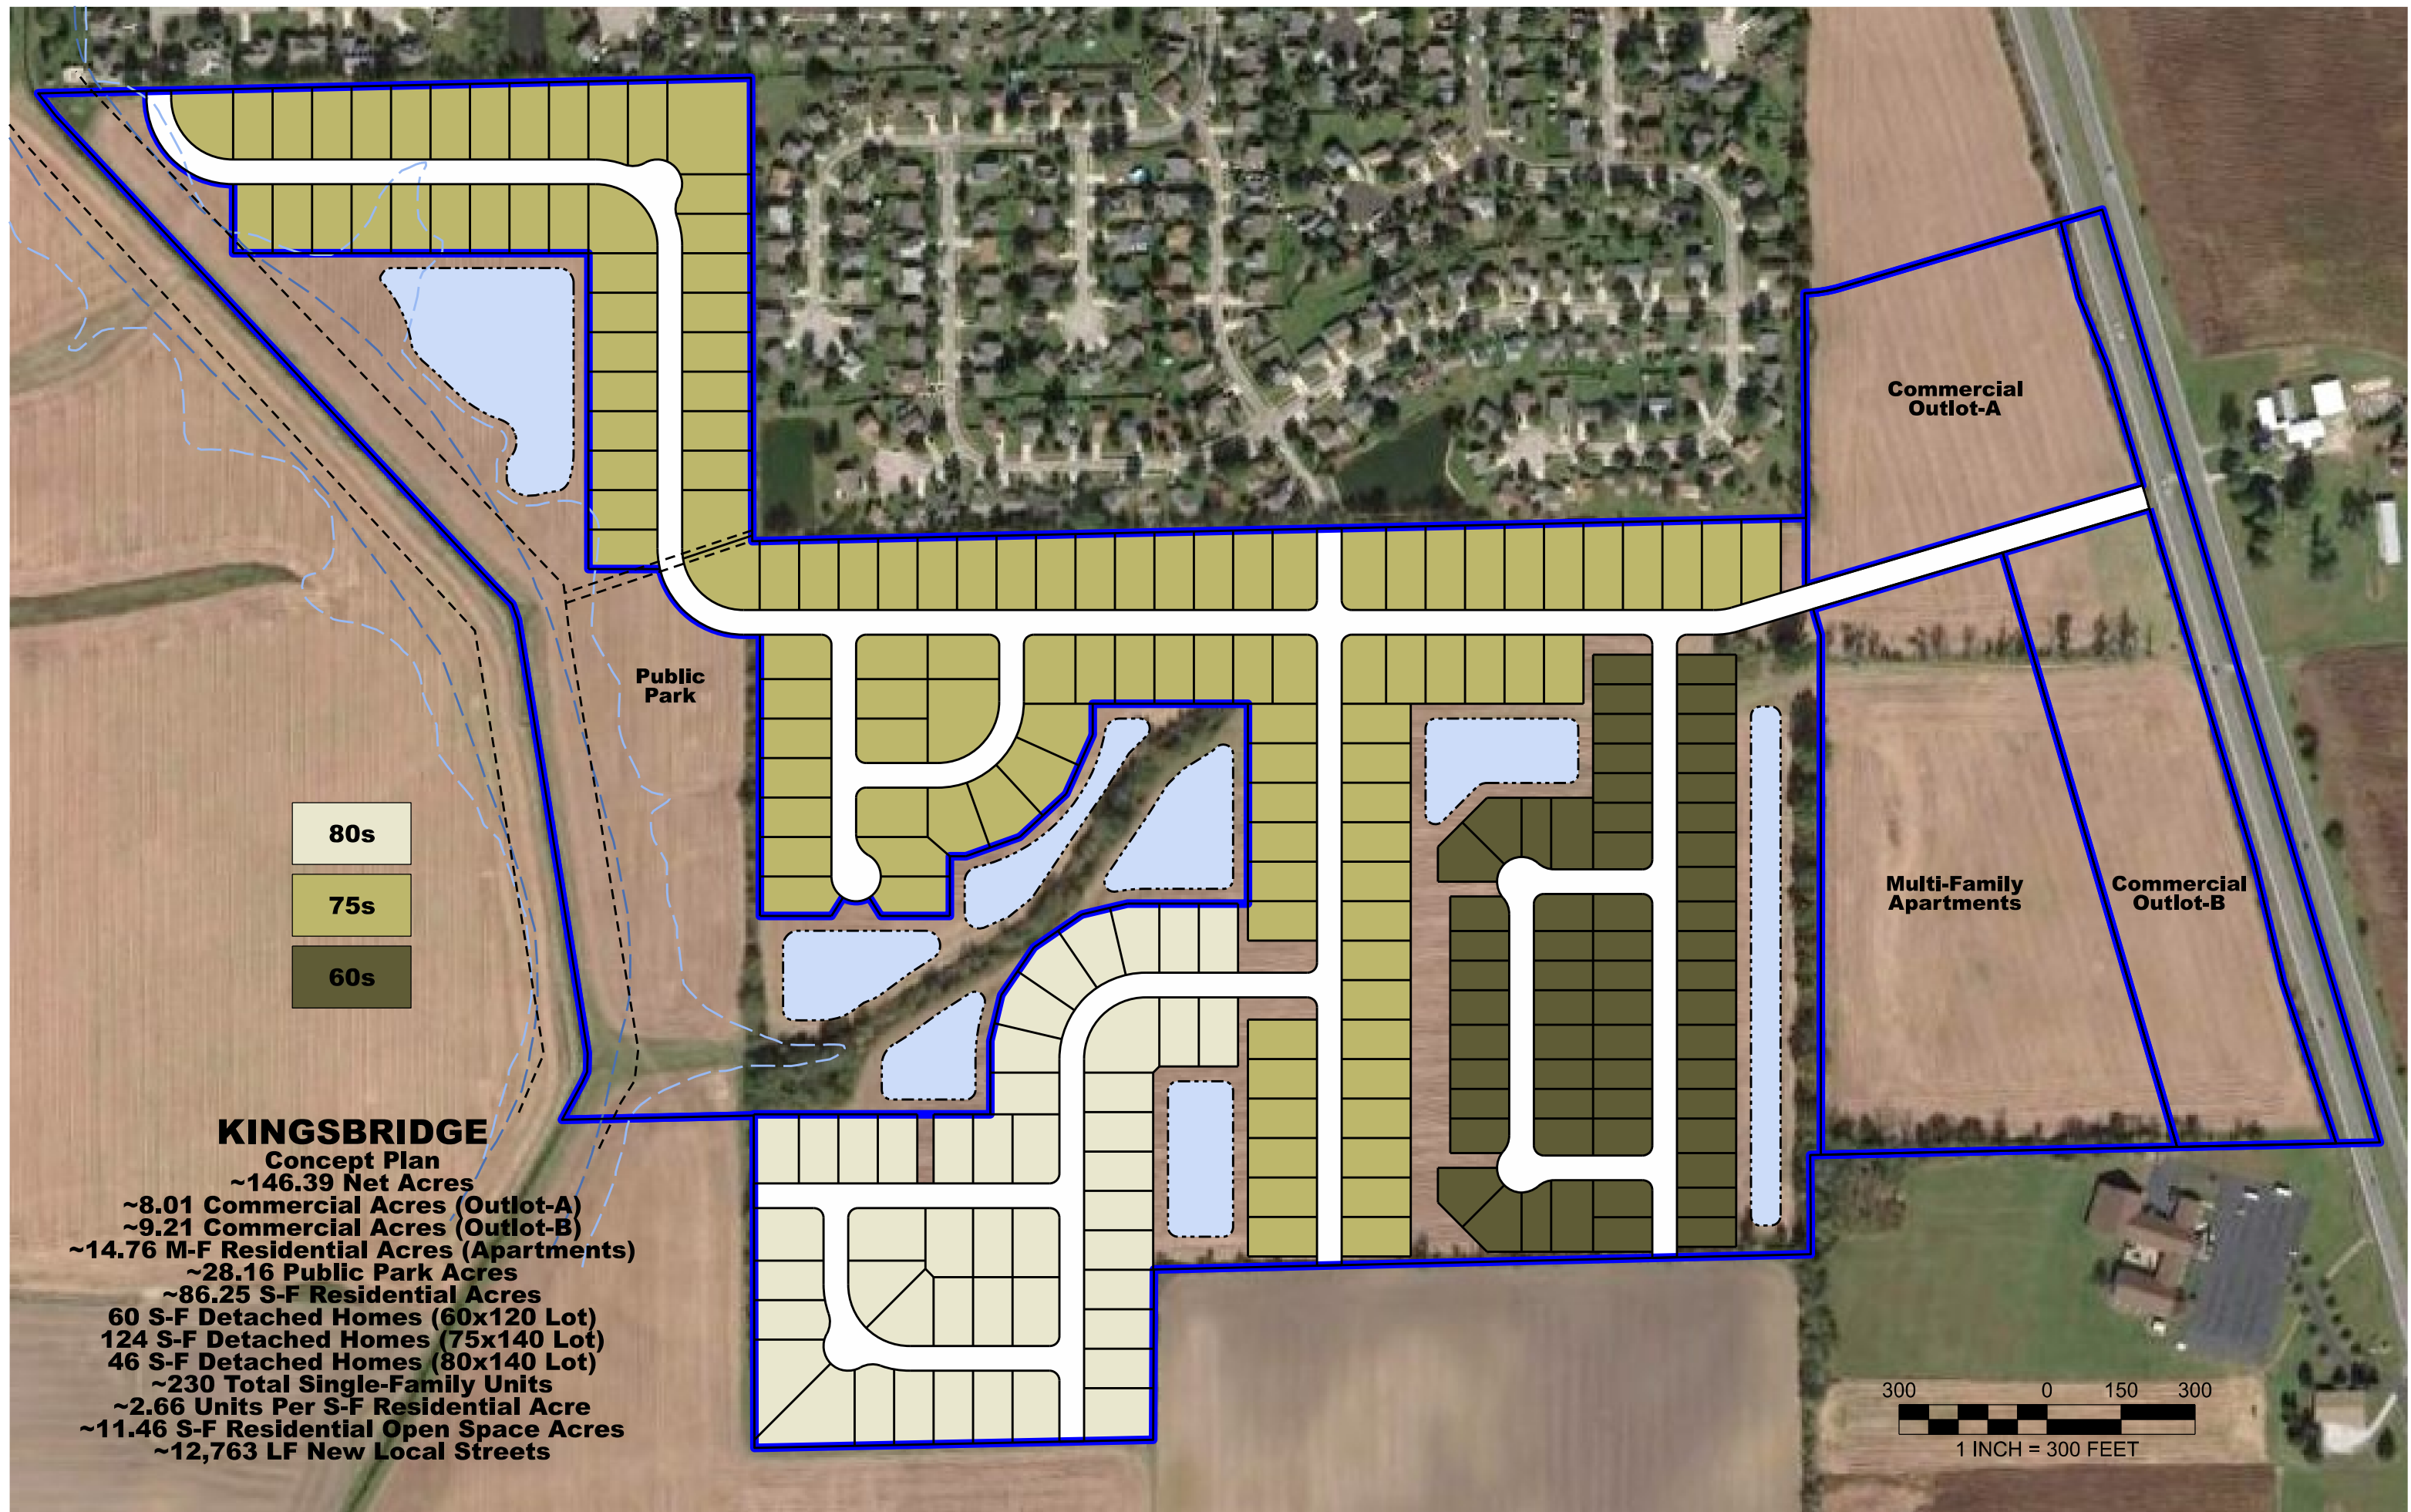 Commercial
Outlot-A
Public
Park
80s
75s
60s
Multi-Family
Apartments
Commercial
Outlot-B
KINGSBRIDGE
Concept Plan
~146.39 Net Acres
~8.01 Commercial Acres (Outlot-A)
~9.21 Commercial Acres (Outlot-B)
~14.76 M-F Residential Acres (Apartments)
~28.16 Public Park Acres
~86.25 S-F Residential Acres
60 S-F Detached Homes (60x120 Lot)
124 S-F Detached Homes (75x140 Lot)
46 S-F Detached Homes (80x140 Lot)
~230 Total Single-Family Units
~2.66 Units Per S-F Residential Acre
~11.46 S-F Residential Open Space Acres
~12,763 LF New Local Streets
300 0 150 300
1 INCH = 300 FEET